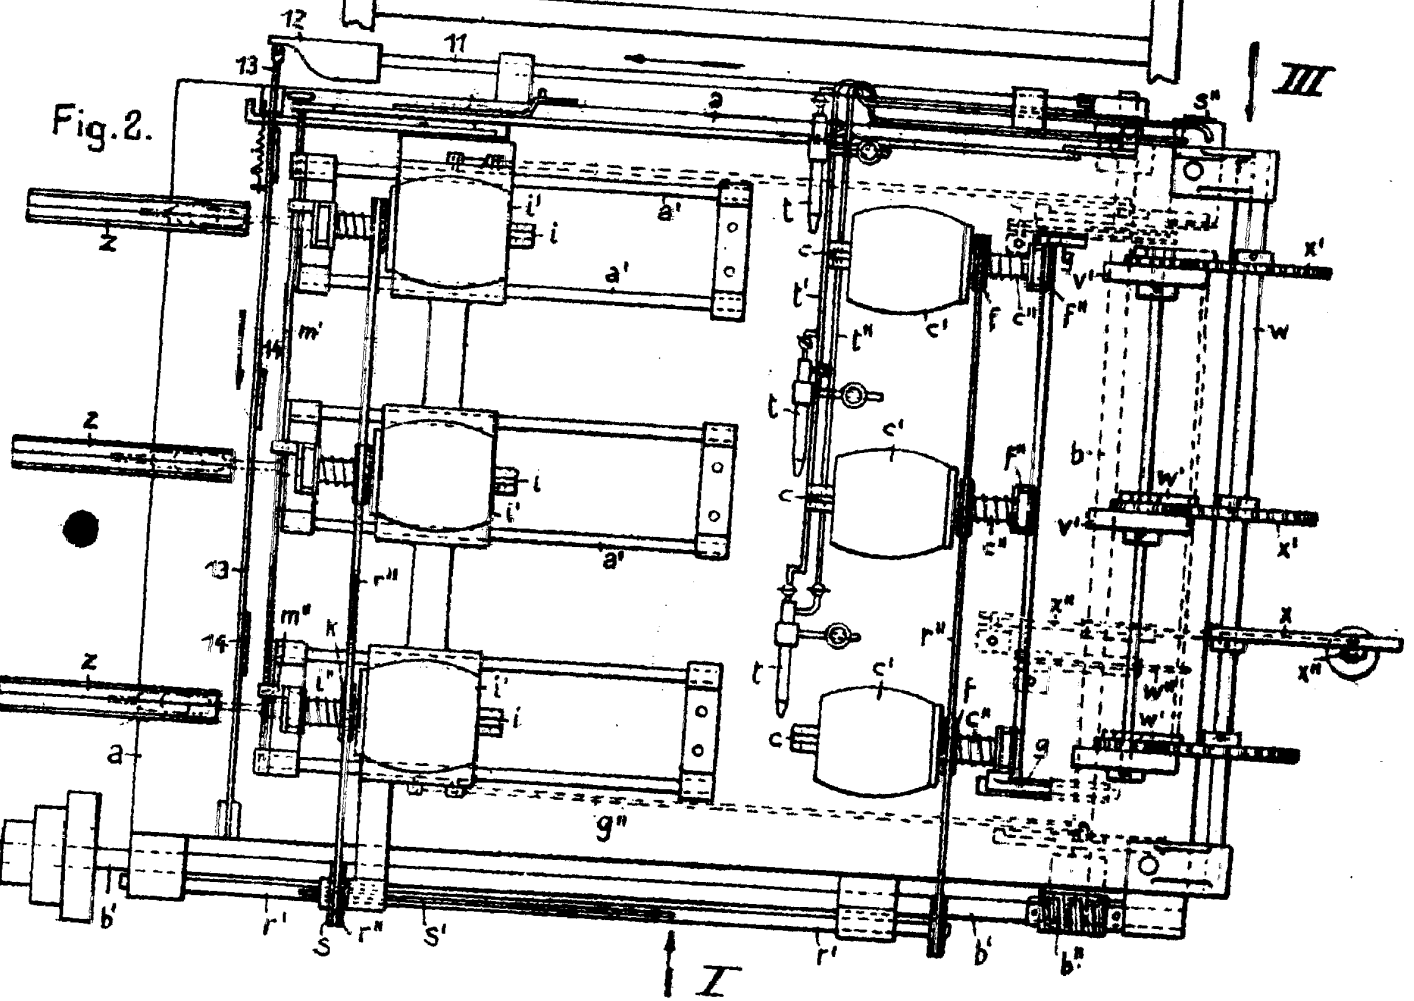 12
11
III
13
Fig. 2.
a
s"
t
i'
i
a'
z
c
g
x'
v'
a'
t'
f
c"
f"
c'
w
m'
14
t"
z
t
c'
f"
b
w'
i
i'
c
v'
x'
a'
c"
13
r"
m"
k
14
r"
x"
x
z
i"
i'
t
c'
x"
w"
f
c"
w'
i
c
g
a
g"
b'
r'
s
r"
s'
r'
b'
b"
I